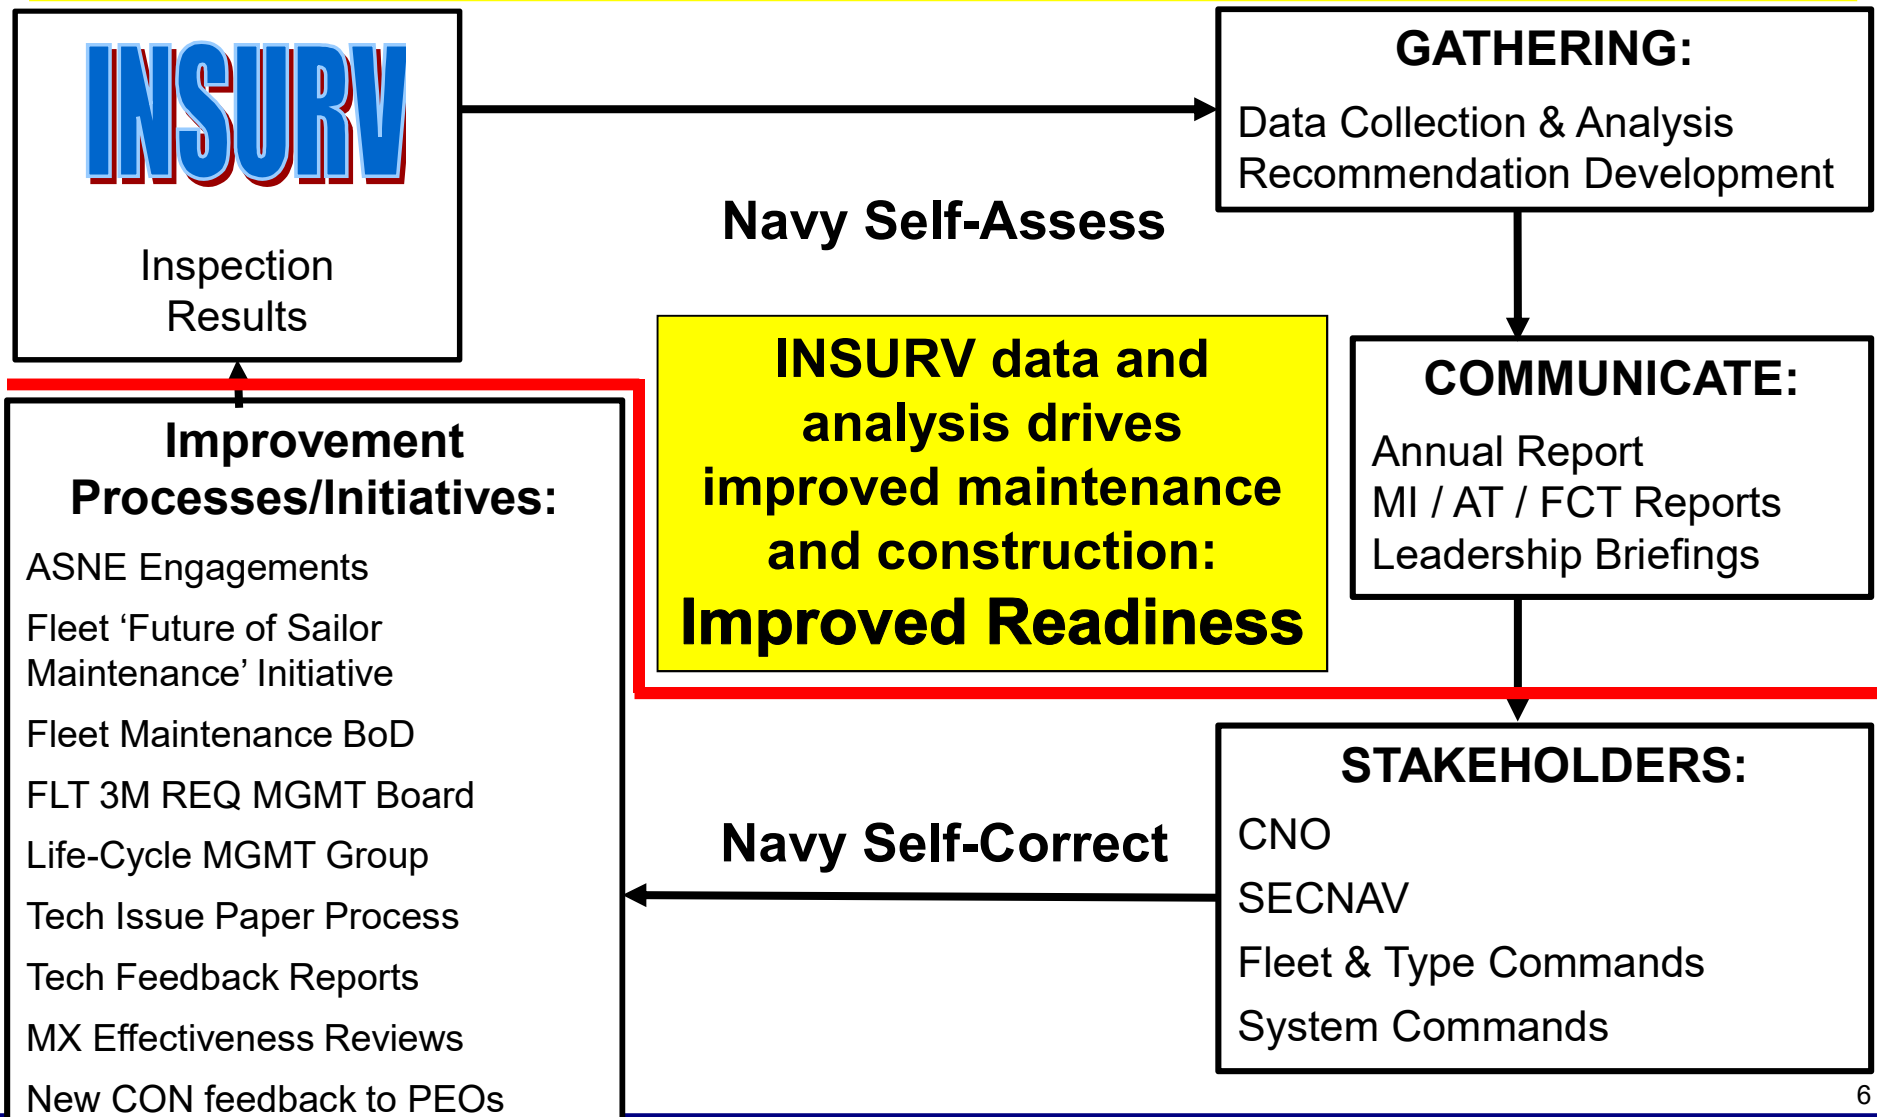 INSURV
Inspection
Results
GATHERING:
Data Collection & Analysis
Recommendation Development
Navy Self-Assess
INSURV data and
analysis drives
improved maintenance
and construction:
Improved Readiness
COMMUNICATE:
Annual Report
MI / AT / FCT Reports
Leadership Briefings
Improvement
Processes/Initiatives:
ASNE Engagements
Fleet ‘Future of Sailor
Maintenance’ Initiative
Fleet Maintenance BoD
FLT 3M REQ MGMT Board
Life-Cycle MGMT Group
Tech Issue Paper Process
Tech Feedback Reports
MX Effectiveness Reviews
New CON feedback to PEOs
Navy Self-Correct
STAKEHOLDERS:
CNO
SECNAV
Fleet & Type Commands
System Commands
6